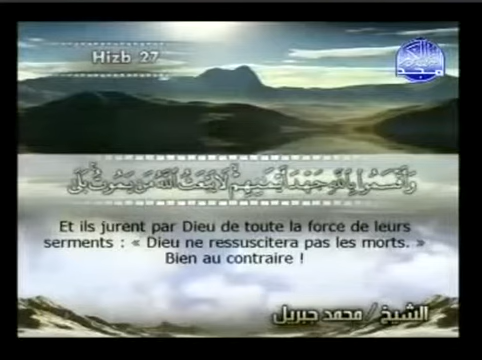 Hizb 27
مجد
وَأَقْسَمُوا۟ بِٱللَّهِ جَهْدَ أَيْمَـٰنِهِمْ ۙ لَا يَبْعَثُ ٱللَّهُ مَن يَمُوتُ ۚ بَلَىٰ
Et ils jurent par Dieu de toute la force de leurs
serments : « Dieu ne ressuscitera pas les morts. »
Bien au contraire !
الشيخ / محمد جبريل